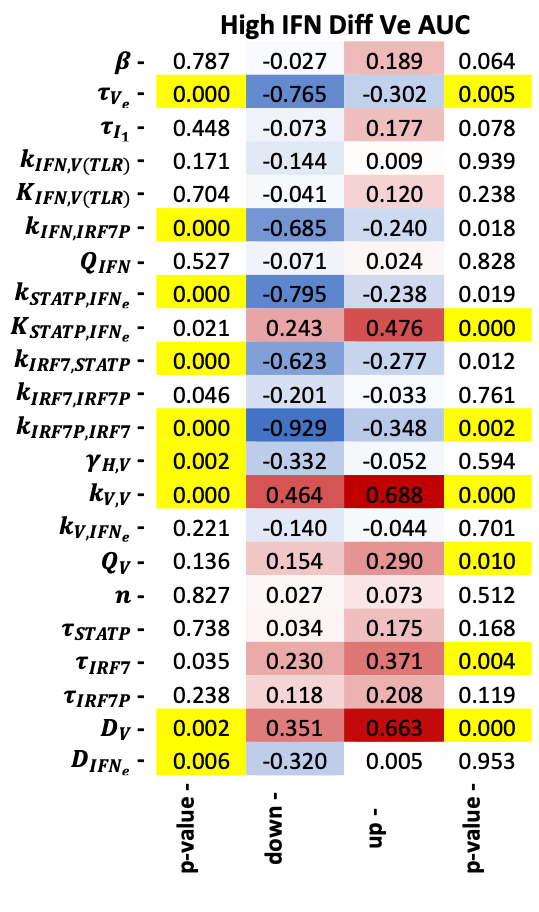 High IFN Diff Ve AUC
β - 0.787 -0.027 0.189 0.064
τ_{V_e} - 0.000 -0.765 -0.302 0.005
τ_{I_1} - 0.448 -0.073 0.177 0.078
k_{IFN,V(TLR)} - 0.171 -0.144 0.009 0.939
K_{IFN,V(TLR)} - 0.704 -0.041 0.120 0.238
k_{IFN,IRF7P} - 0.000 -0.685 -0.240 0.018
Q_{IFN} - 0.527 -0.071 0.024 0.828
k_{STATP,IFN_e} - 0.000 -0.795 -0.238 0.019
K_{STATP,IFN_e} - 0.021 0.243 0.476 0.000
k_{IRF7,STATP} - 0.000 -0.623 -0.277 0.012
k_{IRF7,IRF7P} - 0.046 -0.201 -0.033 0.761
k_{IRF7P,IRF7} - 0.000 -0.929 -0.348 0.002
γ_{H,V} - 0.002 -0.332 -0.052 0.594
k_{V,V} - 0.000 0.464 0.688 0.000
k_{V,IFN_e} - 0.221 -0.140 -0.044 0.701
Q_V - 0.136 0.154 0.290 0.010
n - 0.827 0.027 0.073 0.512
τ_{STATP} - 0.738 0.034 0.175 0.168
τ_{IRF7} - 0.035 0.230 0.371 0.004
τ_{IRF7P} - 0.238 0.118 0.208 0.119
D_V - 0.002 0.351 0.663 0.000
D_{IFN_e} - 0.006 -0.320 0.005 0.953
p-value - down - up - p-value -